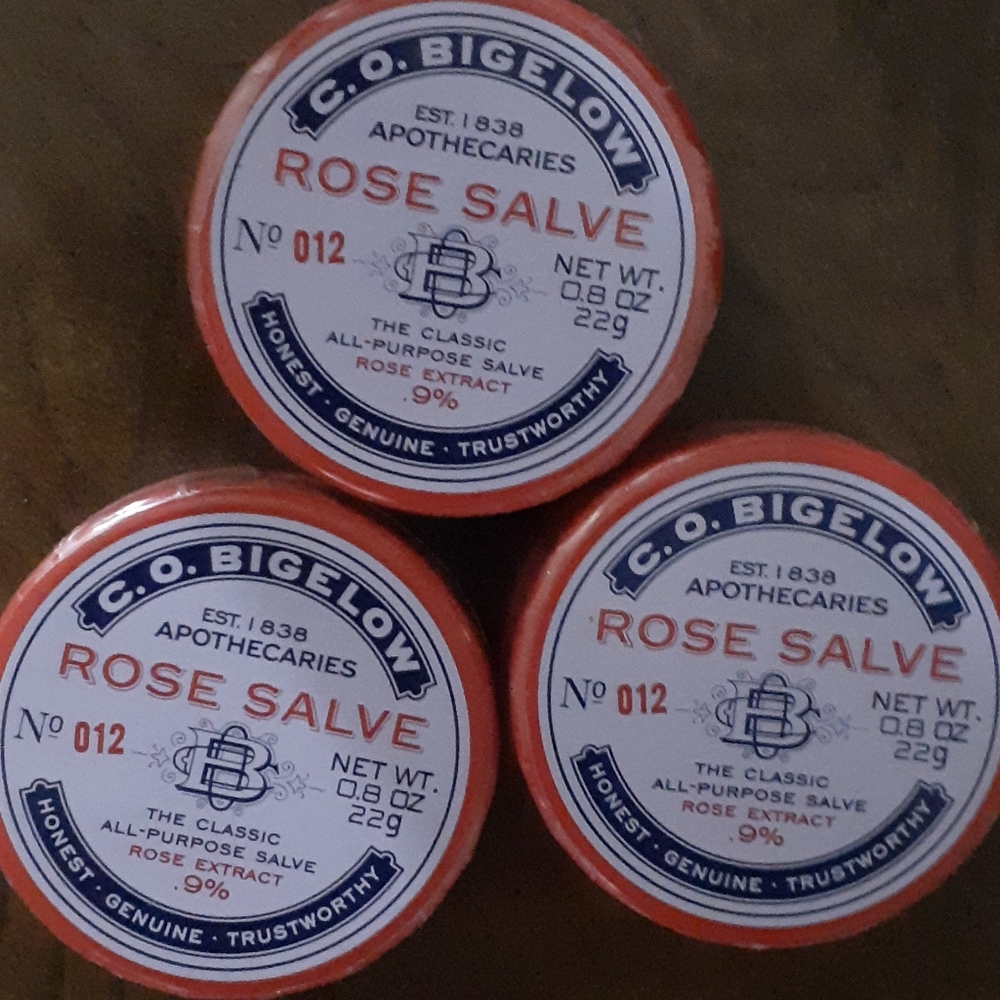 C. O. BIGELOW
EST. 1838
APOTHECARIES
ROSE SALVE
Nº 012
NET WT.
0.8 OZ
22g
THE CLASSIC
ALL-PURPOSE SALVE
ROSE EXTRACT
.9%
HONEST · GENUINE · TRUSTWORTHY
C. O. BIGELOW
EST. 1838
APOTHECARIES
ROSE SALVE
Nº 012
NET WT.
0.8 OZ
22g
THE CLASSIC
ALL-PURPOSE SALVE
ROSE EXTRACT
.9%
HONEST · GENUINE · TRUSTWORTHY
C. O. BIGELOW
EST. 1838
APOTHECARIES
ROSE SALVE
Nº 012
NET WT.
0.8 OZ
22g
THE CLASSIC
ALL-PURPOSE SALVE
ROSE EXTRACT
.9%
HONEST · GENUINE · TRUSTWORTHY